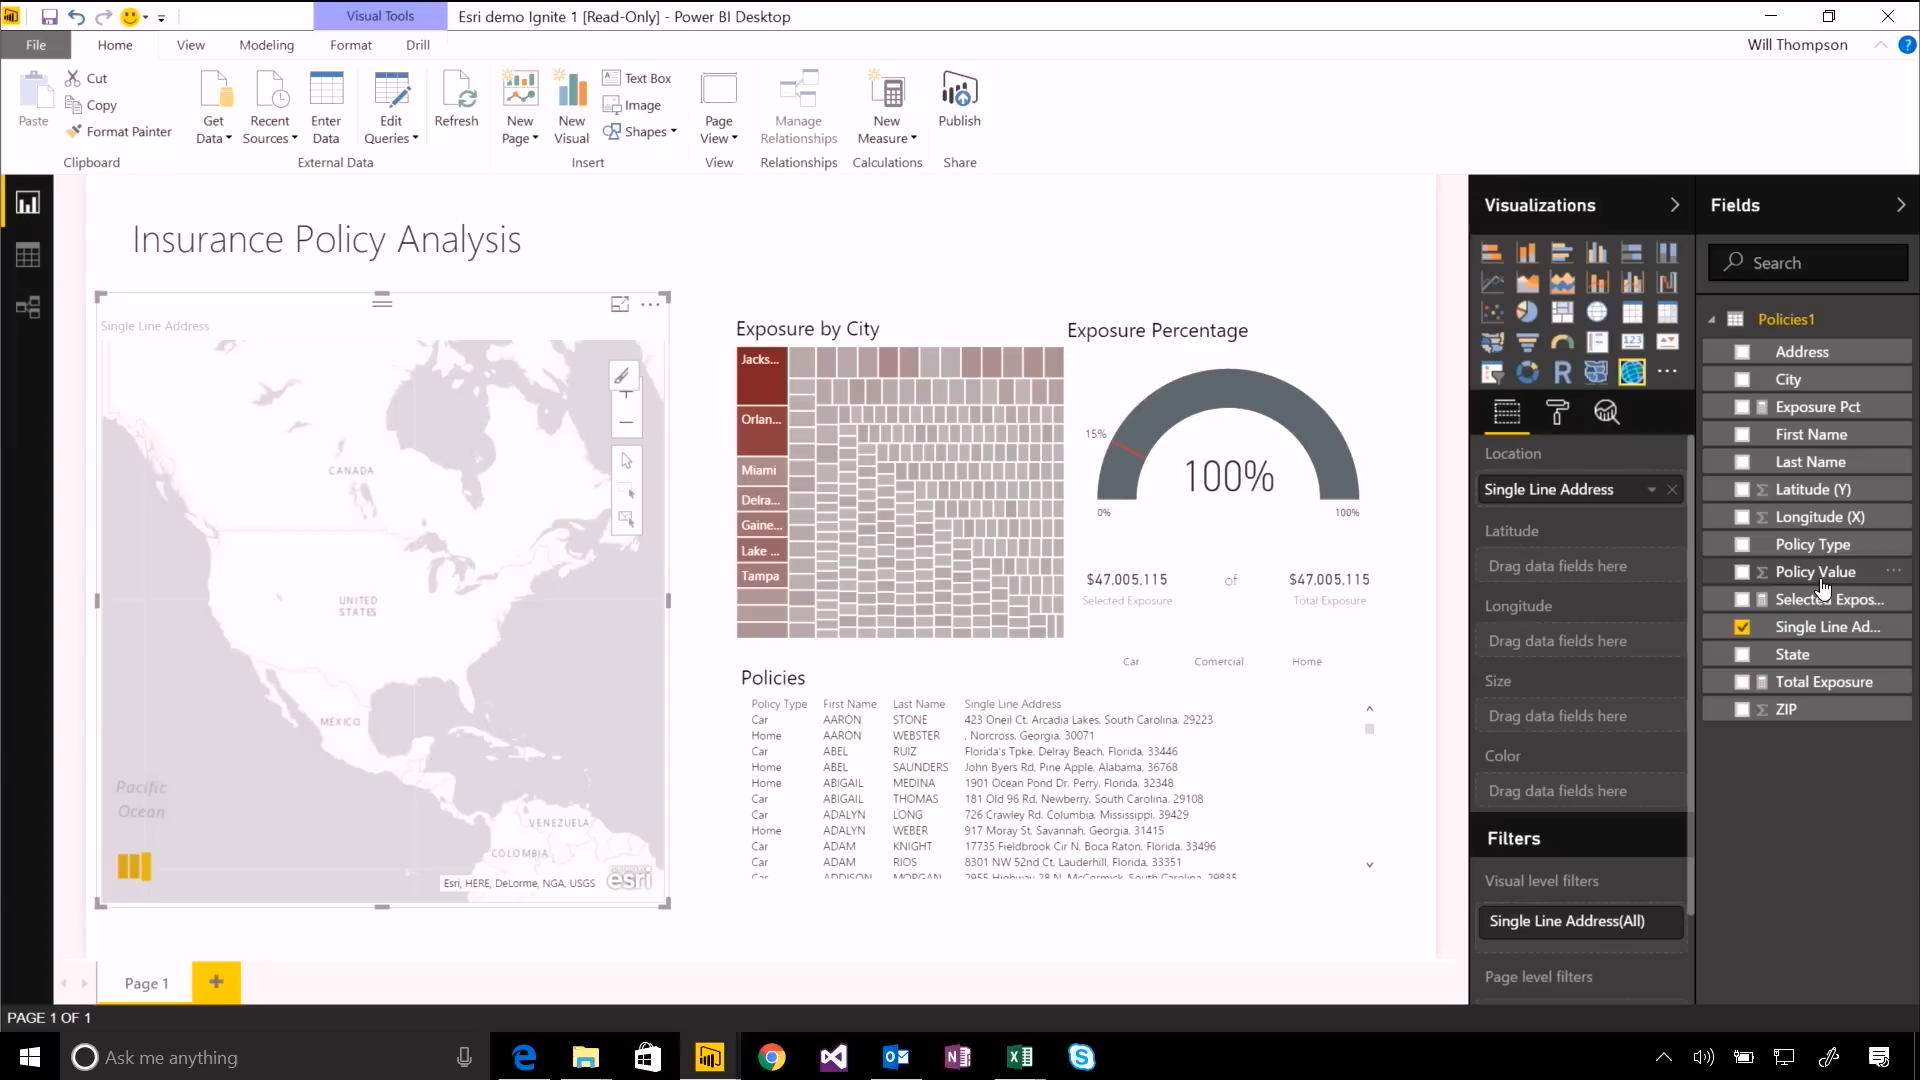 Visual Tools
Esri demo Ignite 1 [Read-Only] - Power BI Desktop
File
Home
View
Modeling
Format
Drill
Will Thompson
?
Paste
Cut
Copy
Format Painter
Clipboard
Get Data
Recent Sources
Enter Data
Edit Queries
Refresh
External Data
New Page
New Visual
Text Box
Image
Shapes
Insert
Page View
View
Manage Relationships
Relationships
New Measure
Calculations
Publish
Share
Insurance Policy Analysis
Single Line Address
CANADA
UNITED
STATES
MÉXICO
Pacific
Ocean
VENEZUELA
COLOMBIA
Esri, HERE, DeLorme, NGA, USGS
esri
Exposure by City
Jacks...
Orlan...
Miami
Delra...
Gaine...
Lake ...
Tampa
Exposure Percentage
15%
100%
0%
100%
$47,005,115
of
$47,005,115
Selected Exposure
Total Exposure
Car
Comercial
Home
Policies
Policy Type First Name Last Name Single Line Address
Car AARON STONE 423 Oneil Ct, Arcadia Lakes, South Carolina, 29223
Home AARON WEBSTER , Norcross, Georgia, 30071
Car ABEL RUIZ Florida's Tpke, Delray Beach, Florida, 33446
Home ABEL SAUNDERS John Byers Rd, Pine Apple, Alabama, 36768
Home ABIGAIL MEDINA 1901 Ocean Pond Dr, Perry, Florida, 32348
Car ABIGAIL THOMAS 181 Old 96 Rd, Newberry, South Carolina, 29108
Car ADALYN LONG 726 Crawley Rd, Columbia, Mississippi, 39429
Home ADALYN WEBER 917 Moray St, Savannah, Georgia, 31415
Car ADAM KNIGHT 17735 Fieldbrook Cir N, Boca Raton, Florida, 33496
Car ADAM RIOS 8301 NW 52nd Ct, Lauderhill, Florida, 33351
Car ADDISON MORGAN 2955 Highway 28 N, McCormick, South Carolina, 29835
Visualizations
R
123
Location
Single Line Address
Latitude
Drag data fields here
Longitude
Drag data fields here
Size
Drag data fields here
Color
Drag data fields here
Filters
Visual level filters
Single Line Address(All)
Page level filters
Fields
Search
Policies1
Address
City
Exposure Pct
First Name
Last Name
Σ Latitude (Y)
Σ Longitude (X)
Policy Type
Σ Policy Value
Selected Expos...
Single Line Ad...
State
Total Exposure
Σ ZIP
Page 1
+
PAGE 1 OF 1
Ask me anything